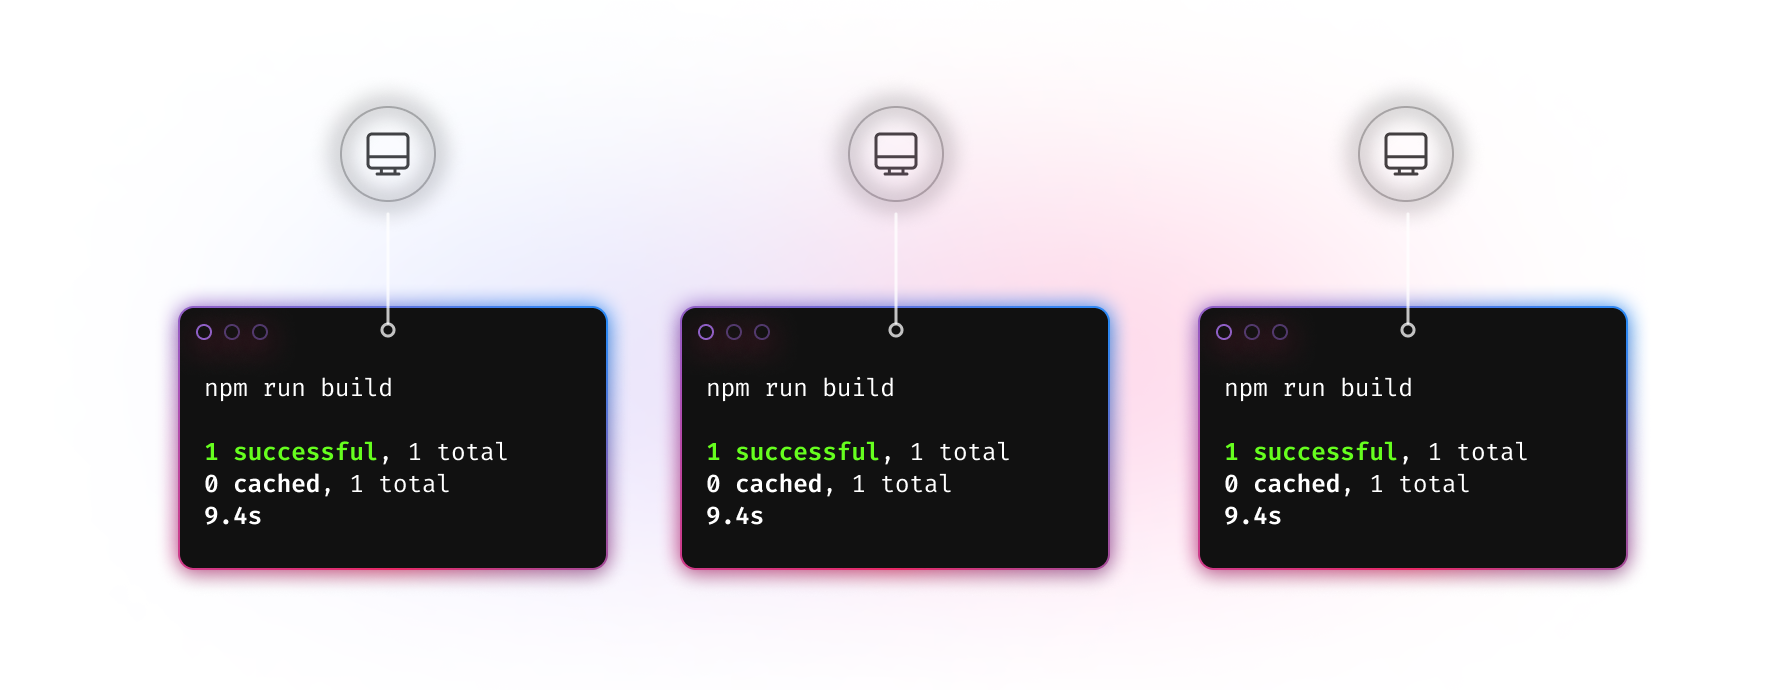 npm run build
1 successful, 1 total
0 cached, 1 total
9.4s
npm run build
1 successful, 1 total
0 cached, 1 total
9.4s
npm run build
1 successful, 1 total
0 cached, 1 total
9.4s